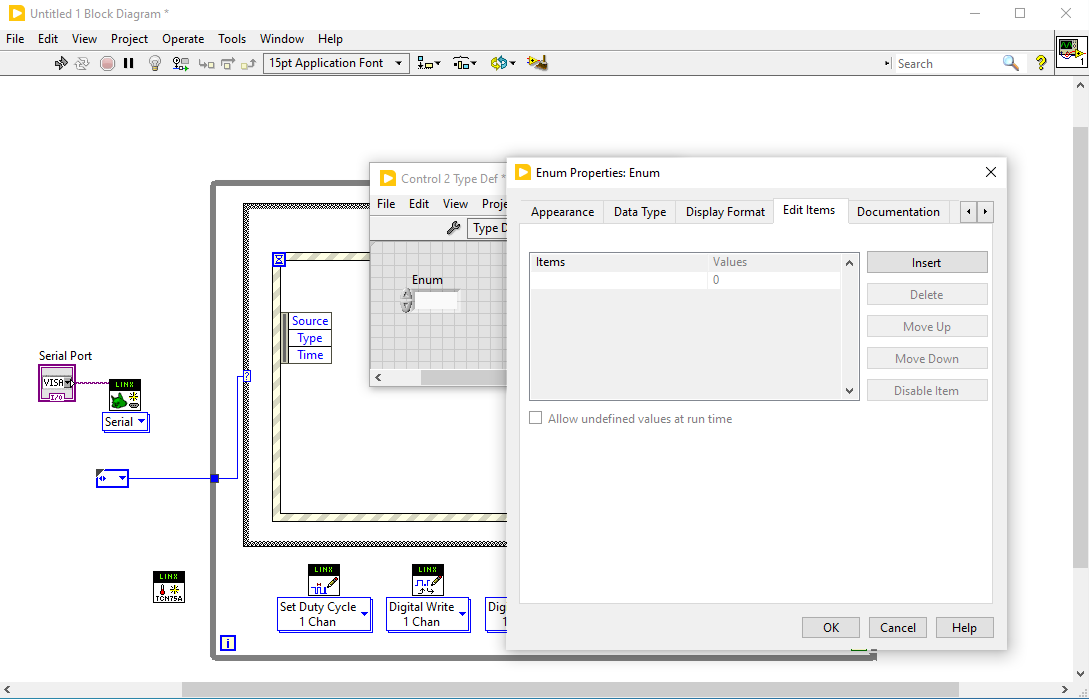 Untitled 1 Block Diagram *
File Edit View Project Operate Tools Window Help
15pt Application Font
Search
?
1
Control 2 Type Def *
File Edit View Proje
Type D
Enum
Enum Properties: Enum
Appearance
Data Type
Display Format
Edit Items
Documentation
Items
Values
0
Insert
Delete
Move Up
Move Down
Disable Item
Allow undefined values at run time
OK
Cancel
Help
Source
Type
Time
?
Serial Port
VISA
I/O
LINX
Serial
LINX
TCN75A
LINX
Set Duty Cycle
1 Chan
LINX
Digital Write
1 Chan
Dig
1
i